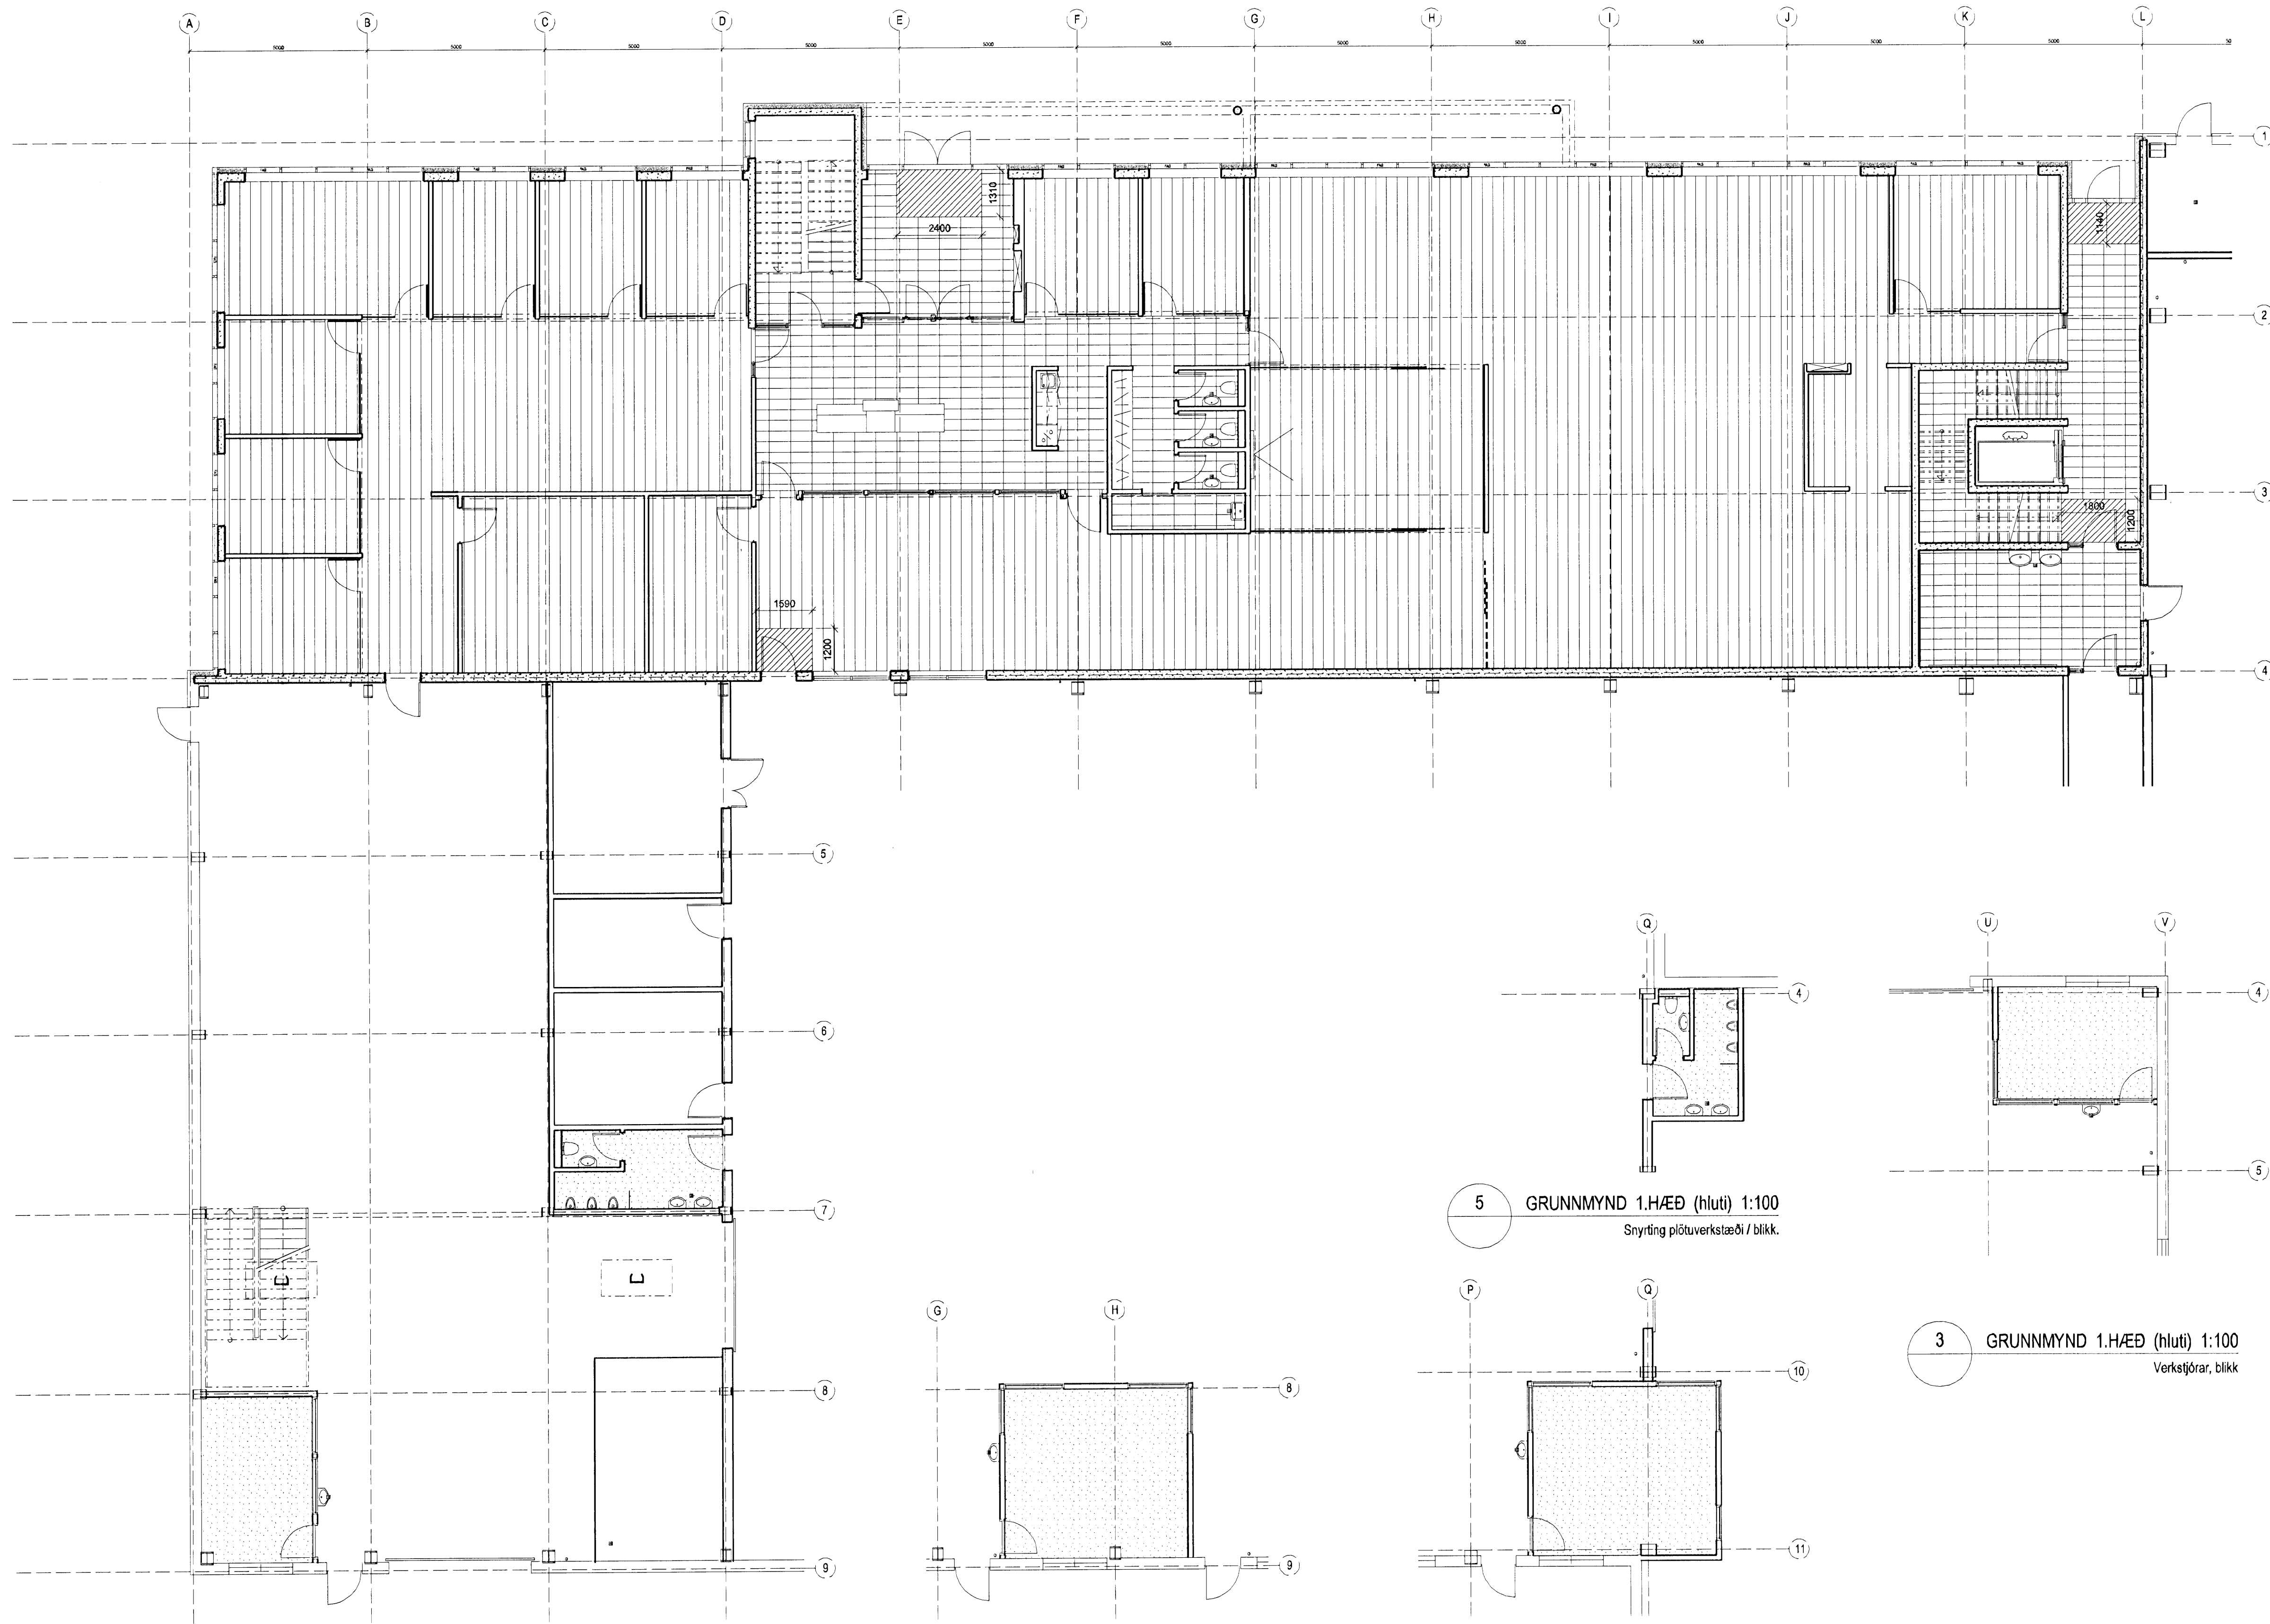 A B C D E F G H I J K L
5000 5000 5000 5000 5000 5000 5000 5000 5000 5000 5000 50
1
1310
2400
1140
2
3
1800
1200
1590
1200
4
5
6
7
8
9
Q
4
5 GRUNNMYND 1.HÆÐ (hluti) 1:100
Snyrting plötuverkstæði / blikk.
U V
4
5
3 GRUNNMYND 1.HÆÐ (hluti) 1:100
Verkstjórar, blikk
G H
8
9
P Q
10
11